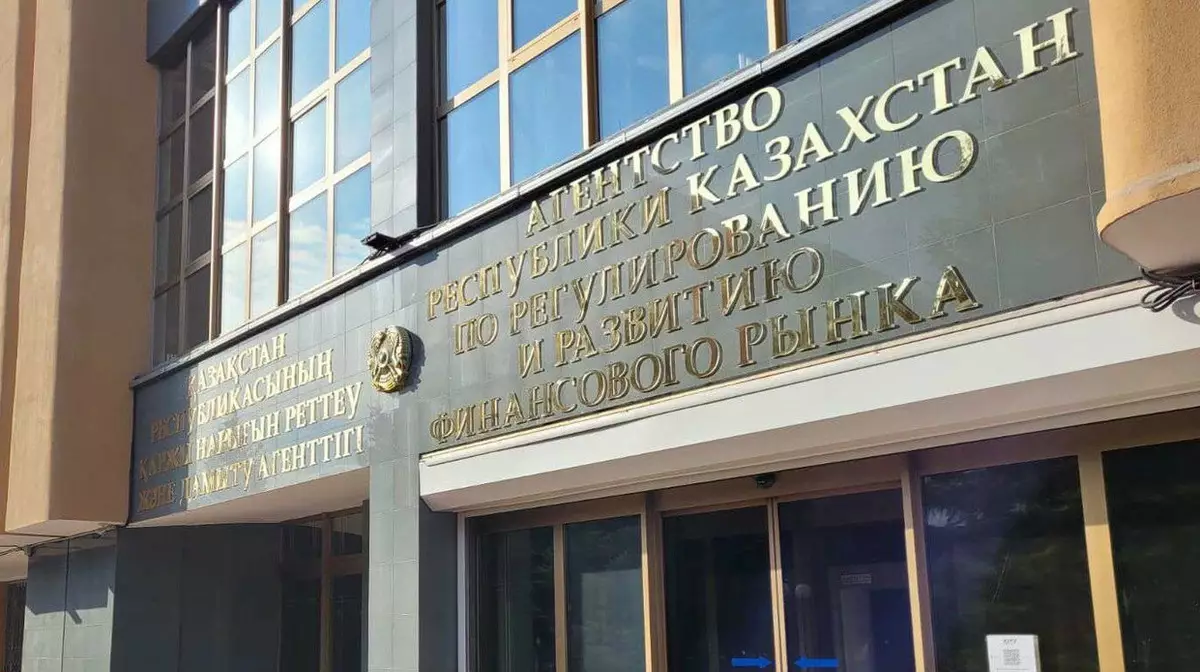 ҚАЗАҚСТАН
РЕСПУБЛИКАСЫНЫҢ
ҚАРЖЫ НАРЫҒЫН РЕТТЕУ
ЖӘНЕ ДАМЫТУ АГЕНТТІГІ
АГЕНТСТВО
РЕСПУБЛИКИ КАЗАХСТАН
ПО РЕГУЛИРОВАНИЮ
И РАЗВИТИЮ
ФИНАНСОВОГО РЫНКА